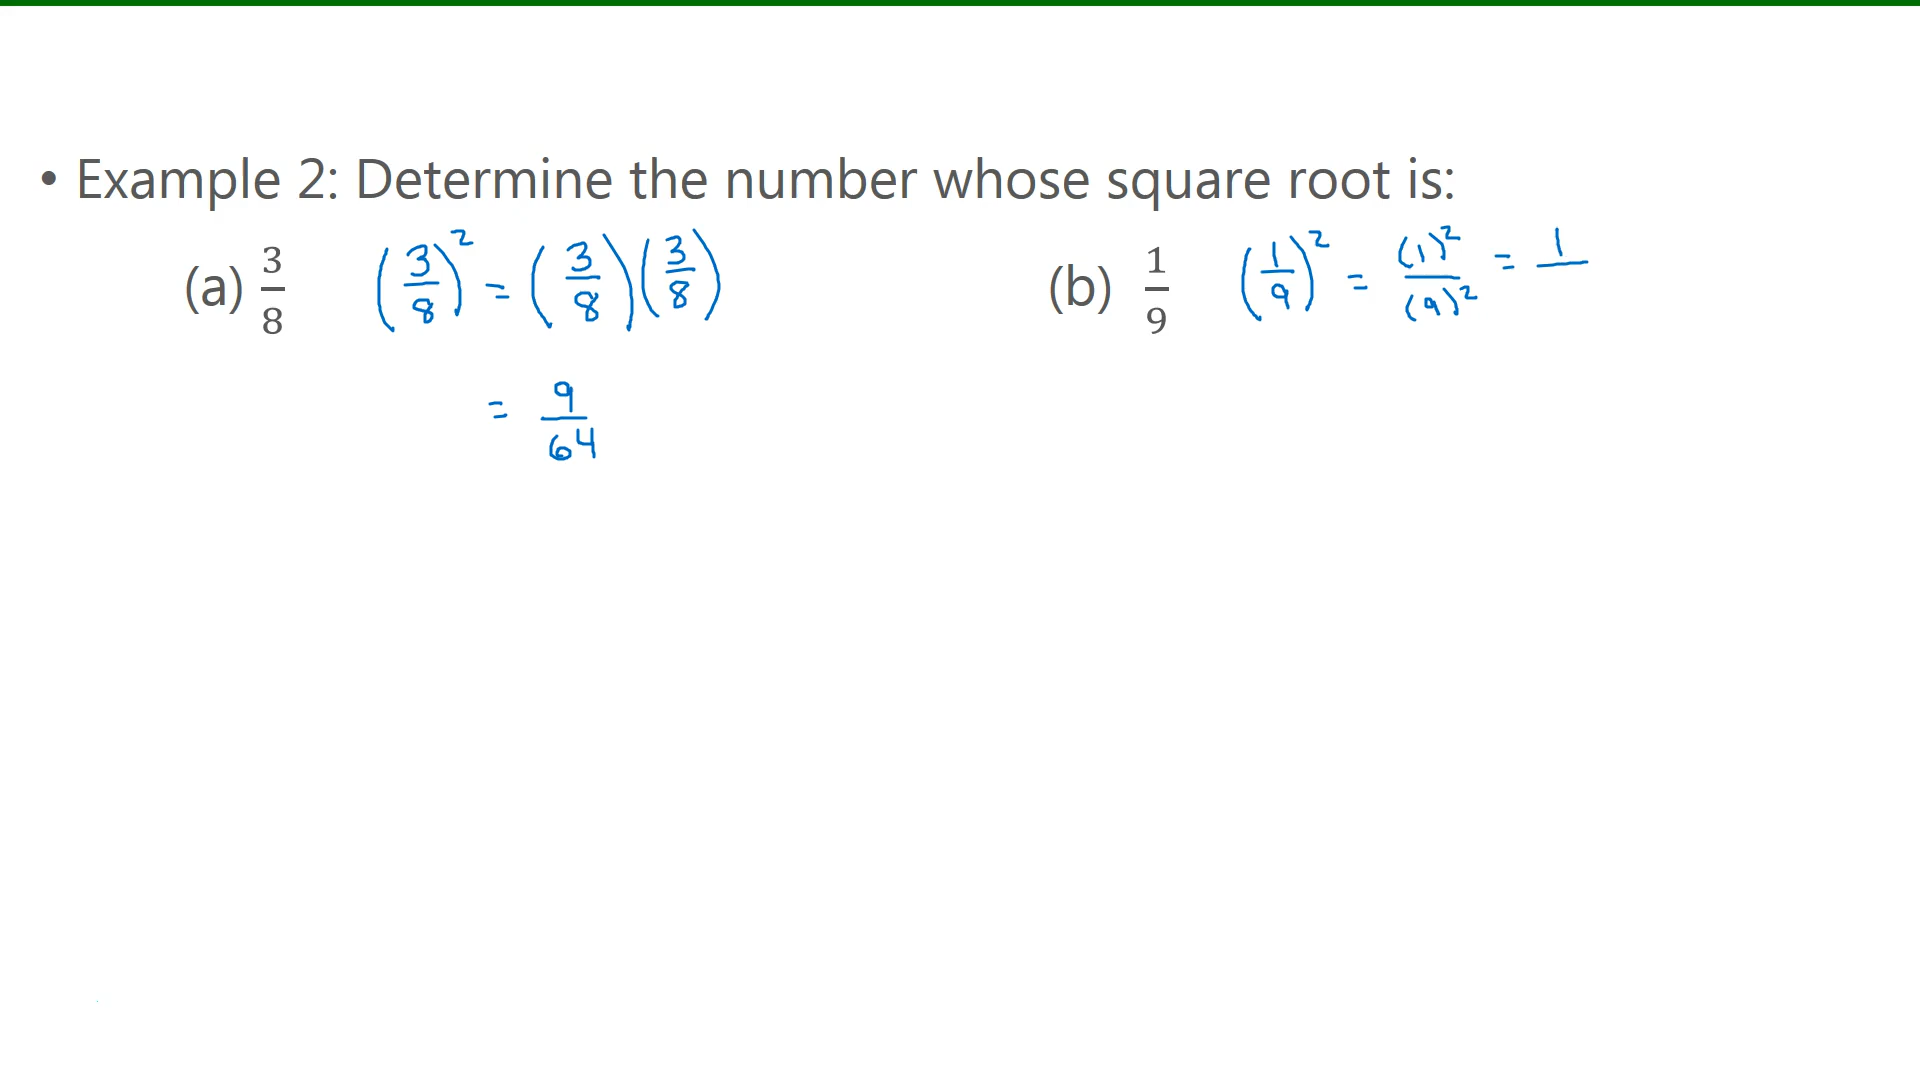 • Example 2: Determine the number whose square root is:
(a) 3/8 (3/8)² = (3/8)(3/8)
= 9/64
(b) 1/9 (1/9)² = (1)²/(9)² = 1/